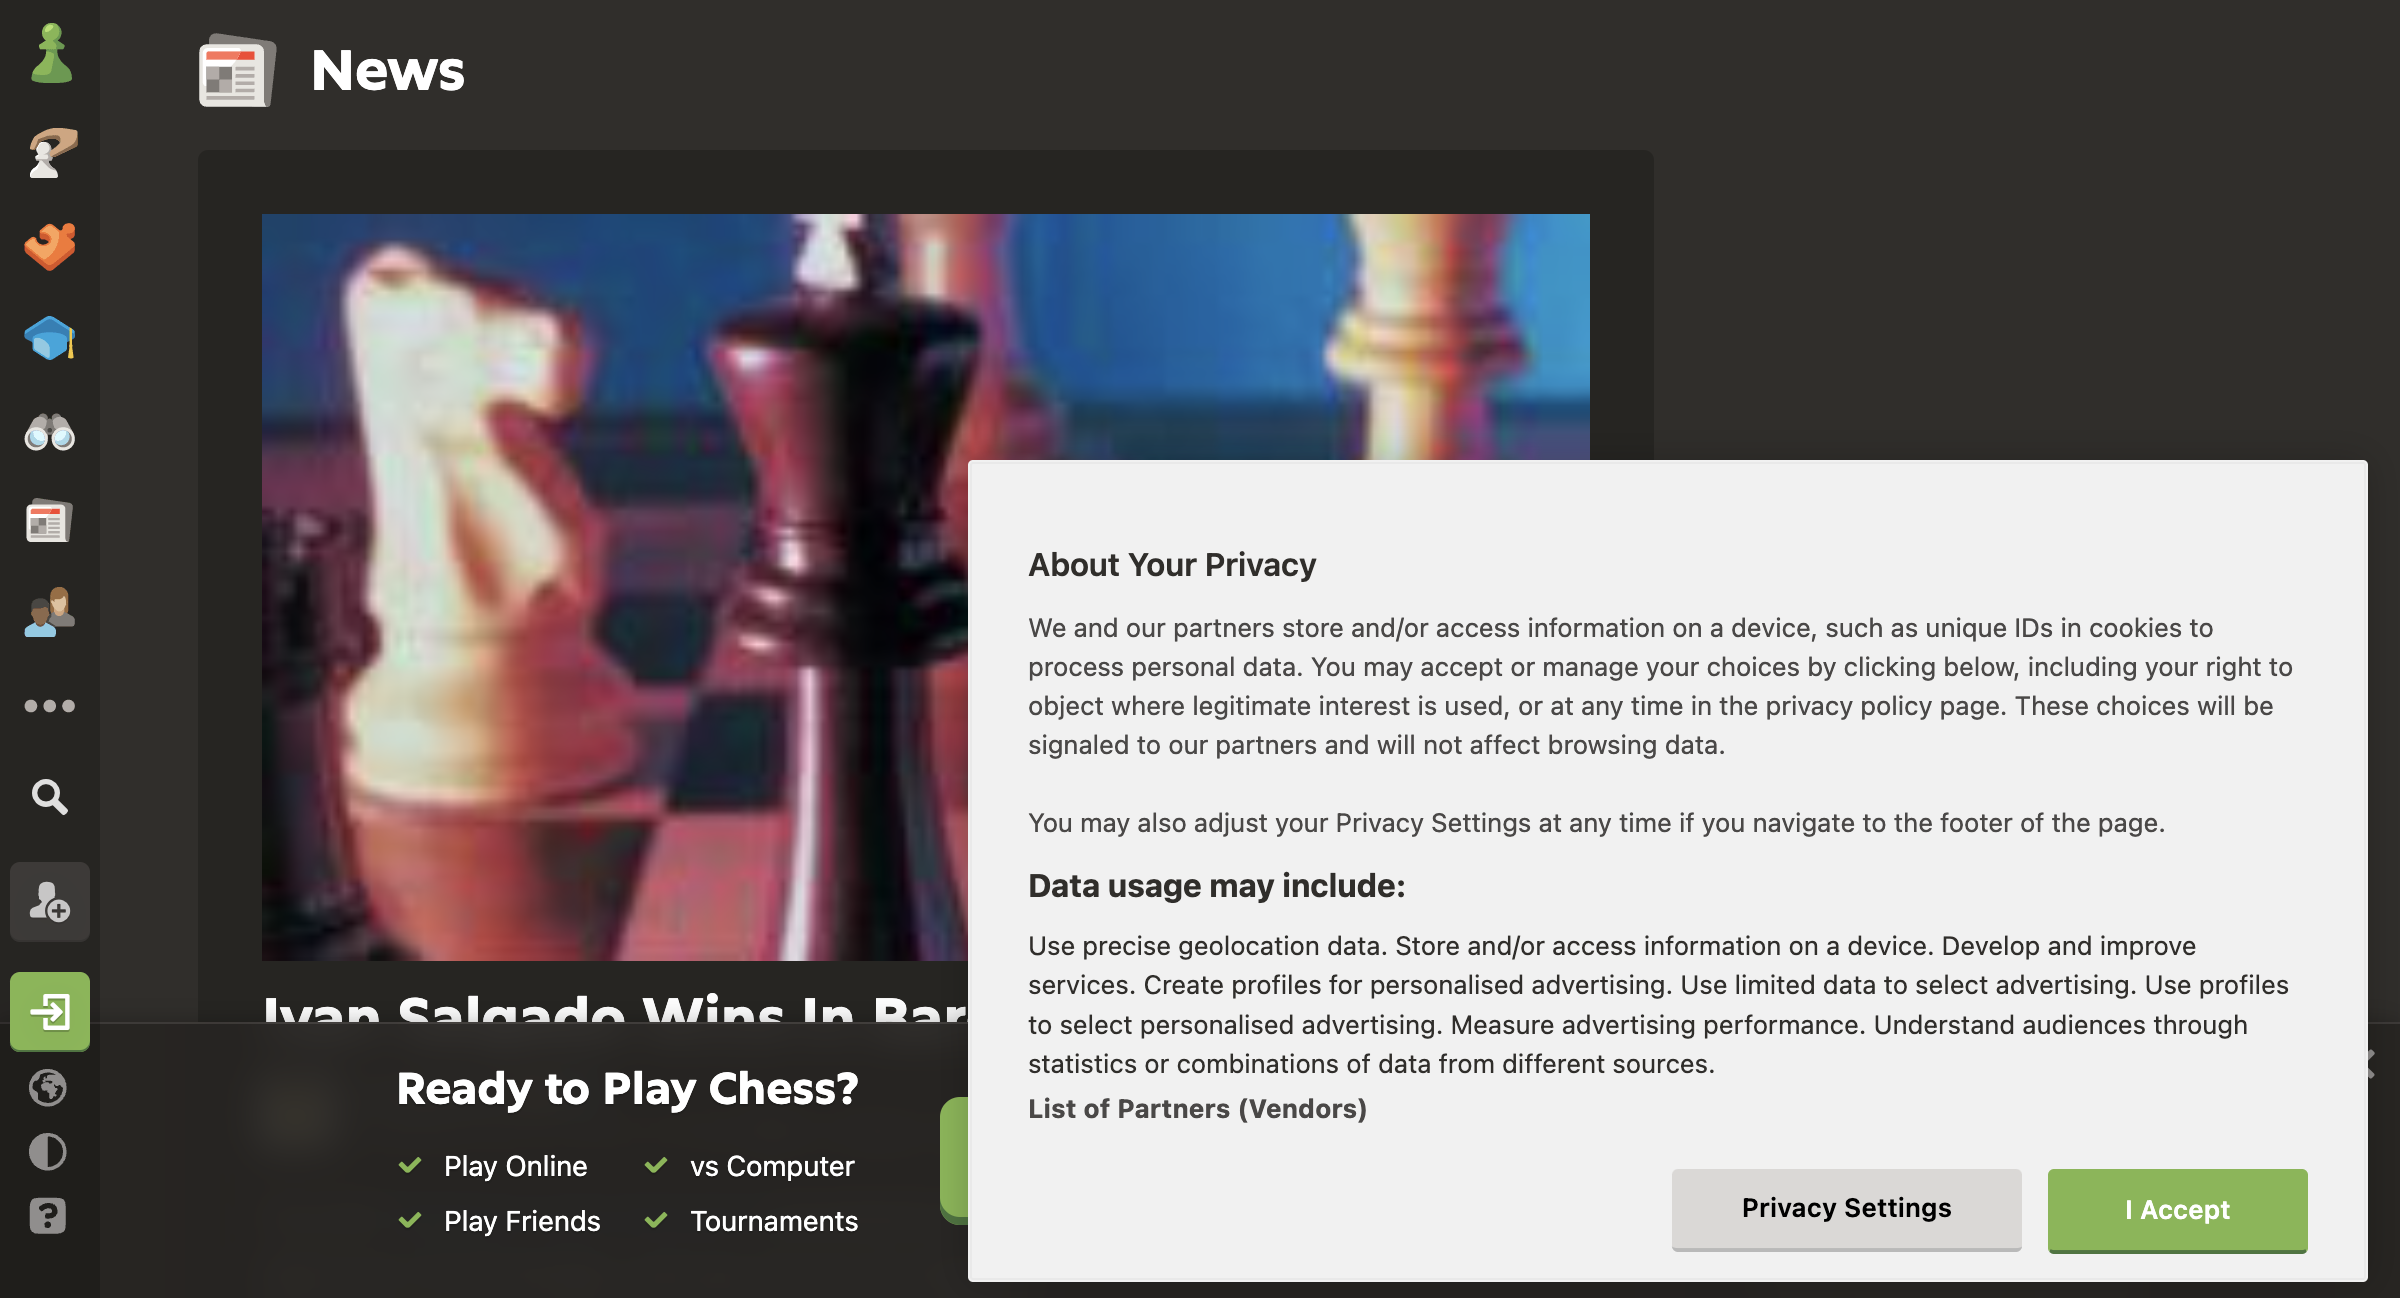 News
Ivan Salgado Wins In
Ready to Play Chess?
Play Online
vs Computer
Play Friends
Tournaments
About Your Privacy
We and our partners store and/or access information on a device, such as unique IDs in cookies to
process personal data. You may accept or manage your choices by clicking below, including your right to
object where legitimate interest is used, or at any time in the privacy policy page. These choices will be
signaled to our partners and will not affect browsing data.
You may also adjust your Privacy Settings at any time if you navigate to the footer of the page.
Data usage may include:
Use precise geolocation data. Store and/or access information on a device. Develop and improve
services. Create profiles for personalised advertising. Use limited data to select advertising. Use profiles
to select personalised advertising. Measure advertising performance. Understand audiences through
statistics or combinations of data from different sources.
List of Partners (Vendors)
Privacy Settings
I Accept